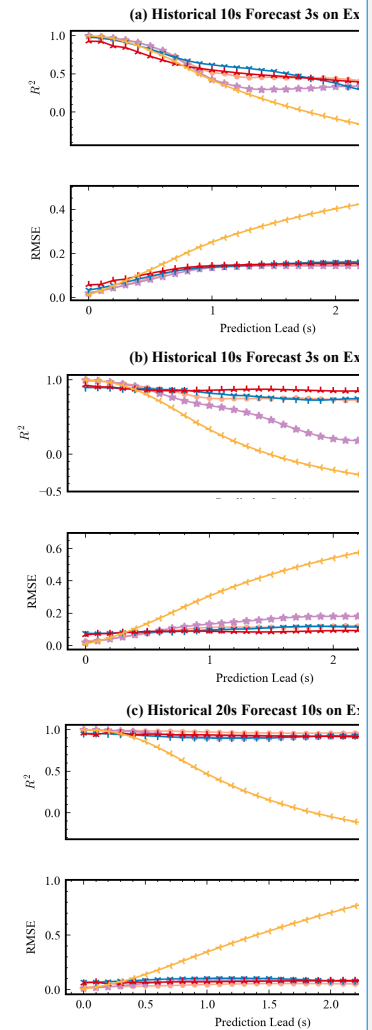 (a) Historical 10s Forecast 3s on Ex
1.0
0.5
0.0
R²
0.4
0.2
0.0
RMSE
0 1 2
Prediction Lead (s)
(b) Historical 10s Forecast 3s on Ex
1.0
0.0
−0.5
R²
0.6
0.4
0.2
0.0
RMSE
0 1 2
Prediction Lead (s)
(c) Historical 20s Forecast 10s on Ex
1.0
0.5
0.0
R²
1.0
0.5
0.0
RMSE
0.0 0.5 1.0 1.5 2.0
Prediction Lead (s)